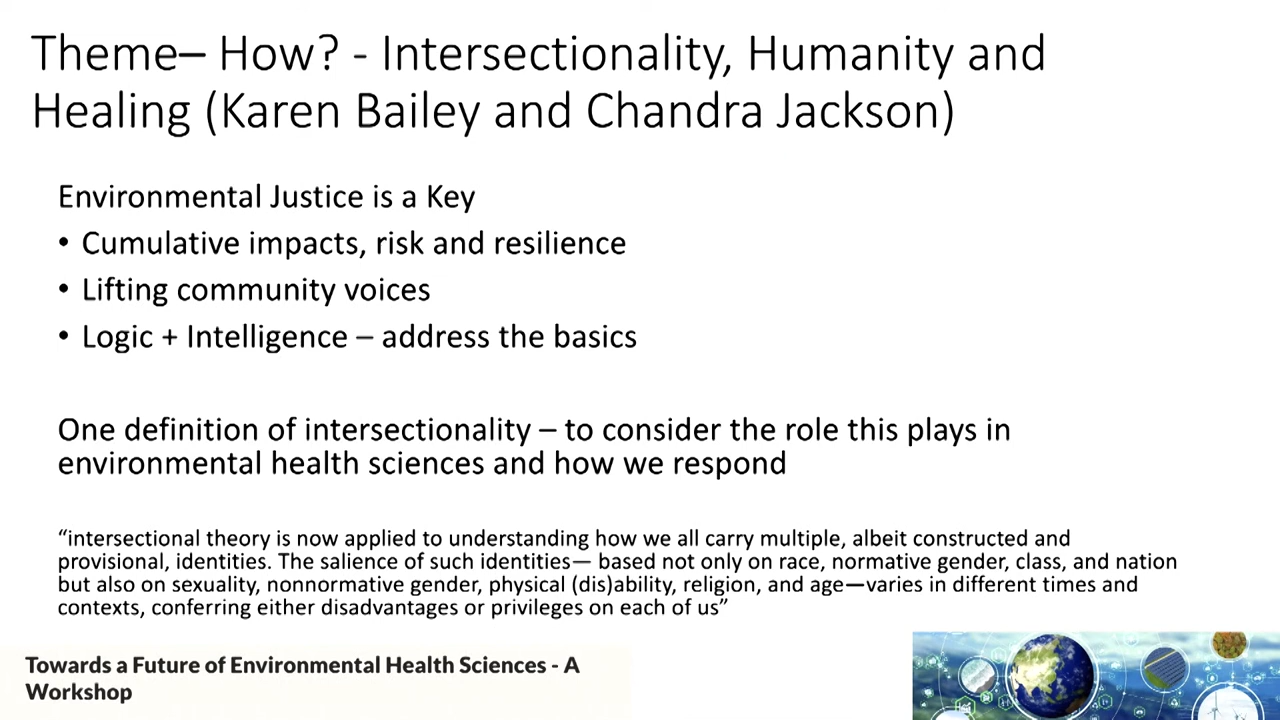 Theme– How? - Intersectionality, Humanity and
Healing (Karen Bailey and Chandra Jackson)
Environmental Justice is a Key
• Cumulative impacts, risk and resilience
• Lifting community voices
• Logic + Intelligence – address the basics
One definition of intersectionality – to consider the role this plays in
environmental health sciences and how we respond
“intersectional theory is now applied to understanding how we all carry multiple, albeit constructed and
provisional, identities. The salience of such identities— based not only on race, normative gender, class, and nation
but also on sexuality, nonnormative gender, physical (dis)ability, religion, and age—varies in different times and
contexts, conferring either disadvantages or privileges on each of us”
Towards a Future of Environmental Health Sciences - A
Workshop